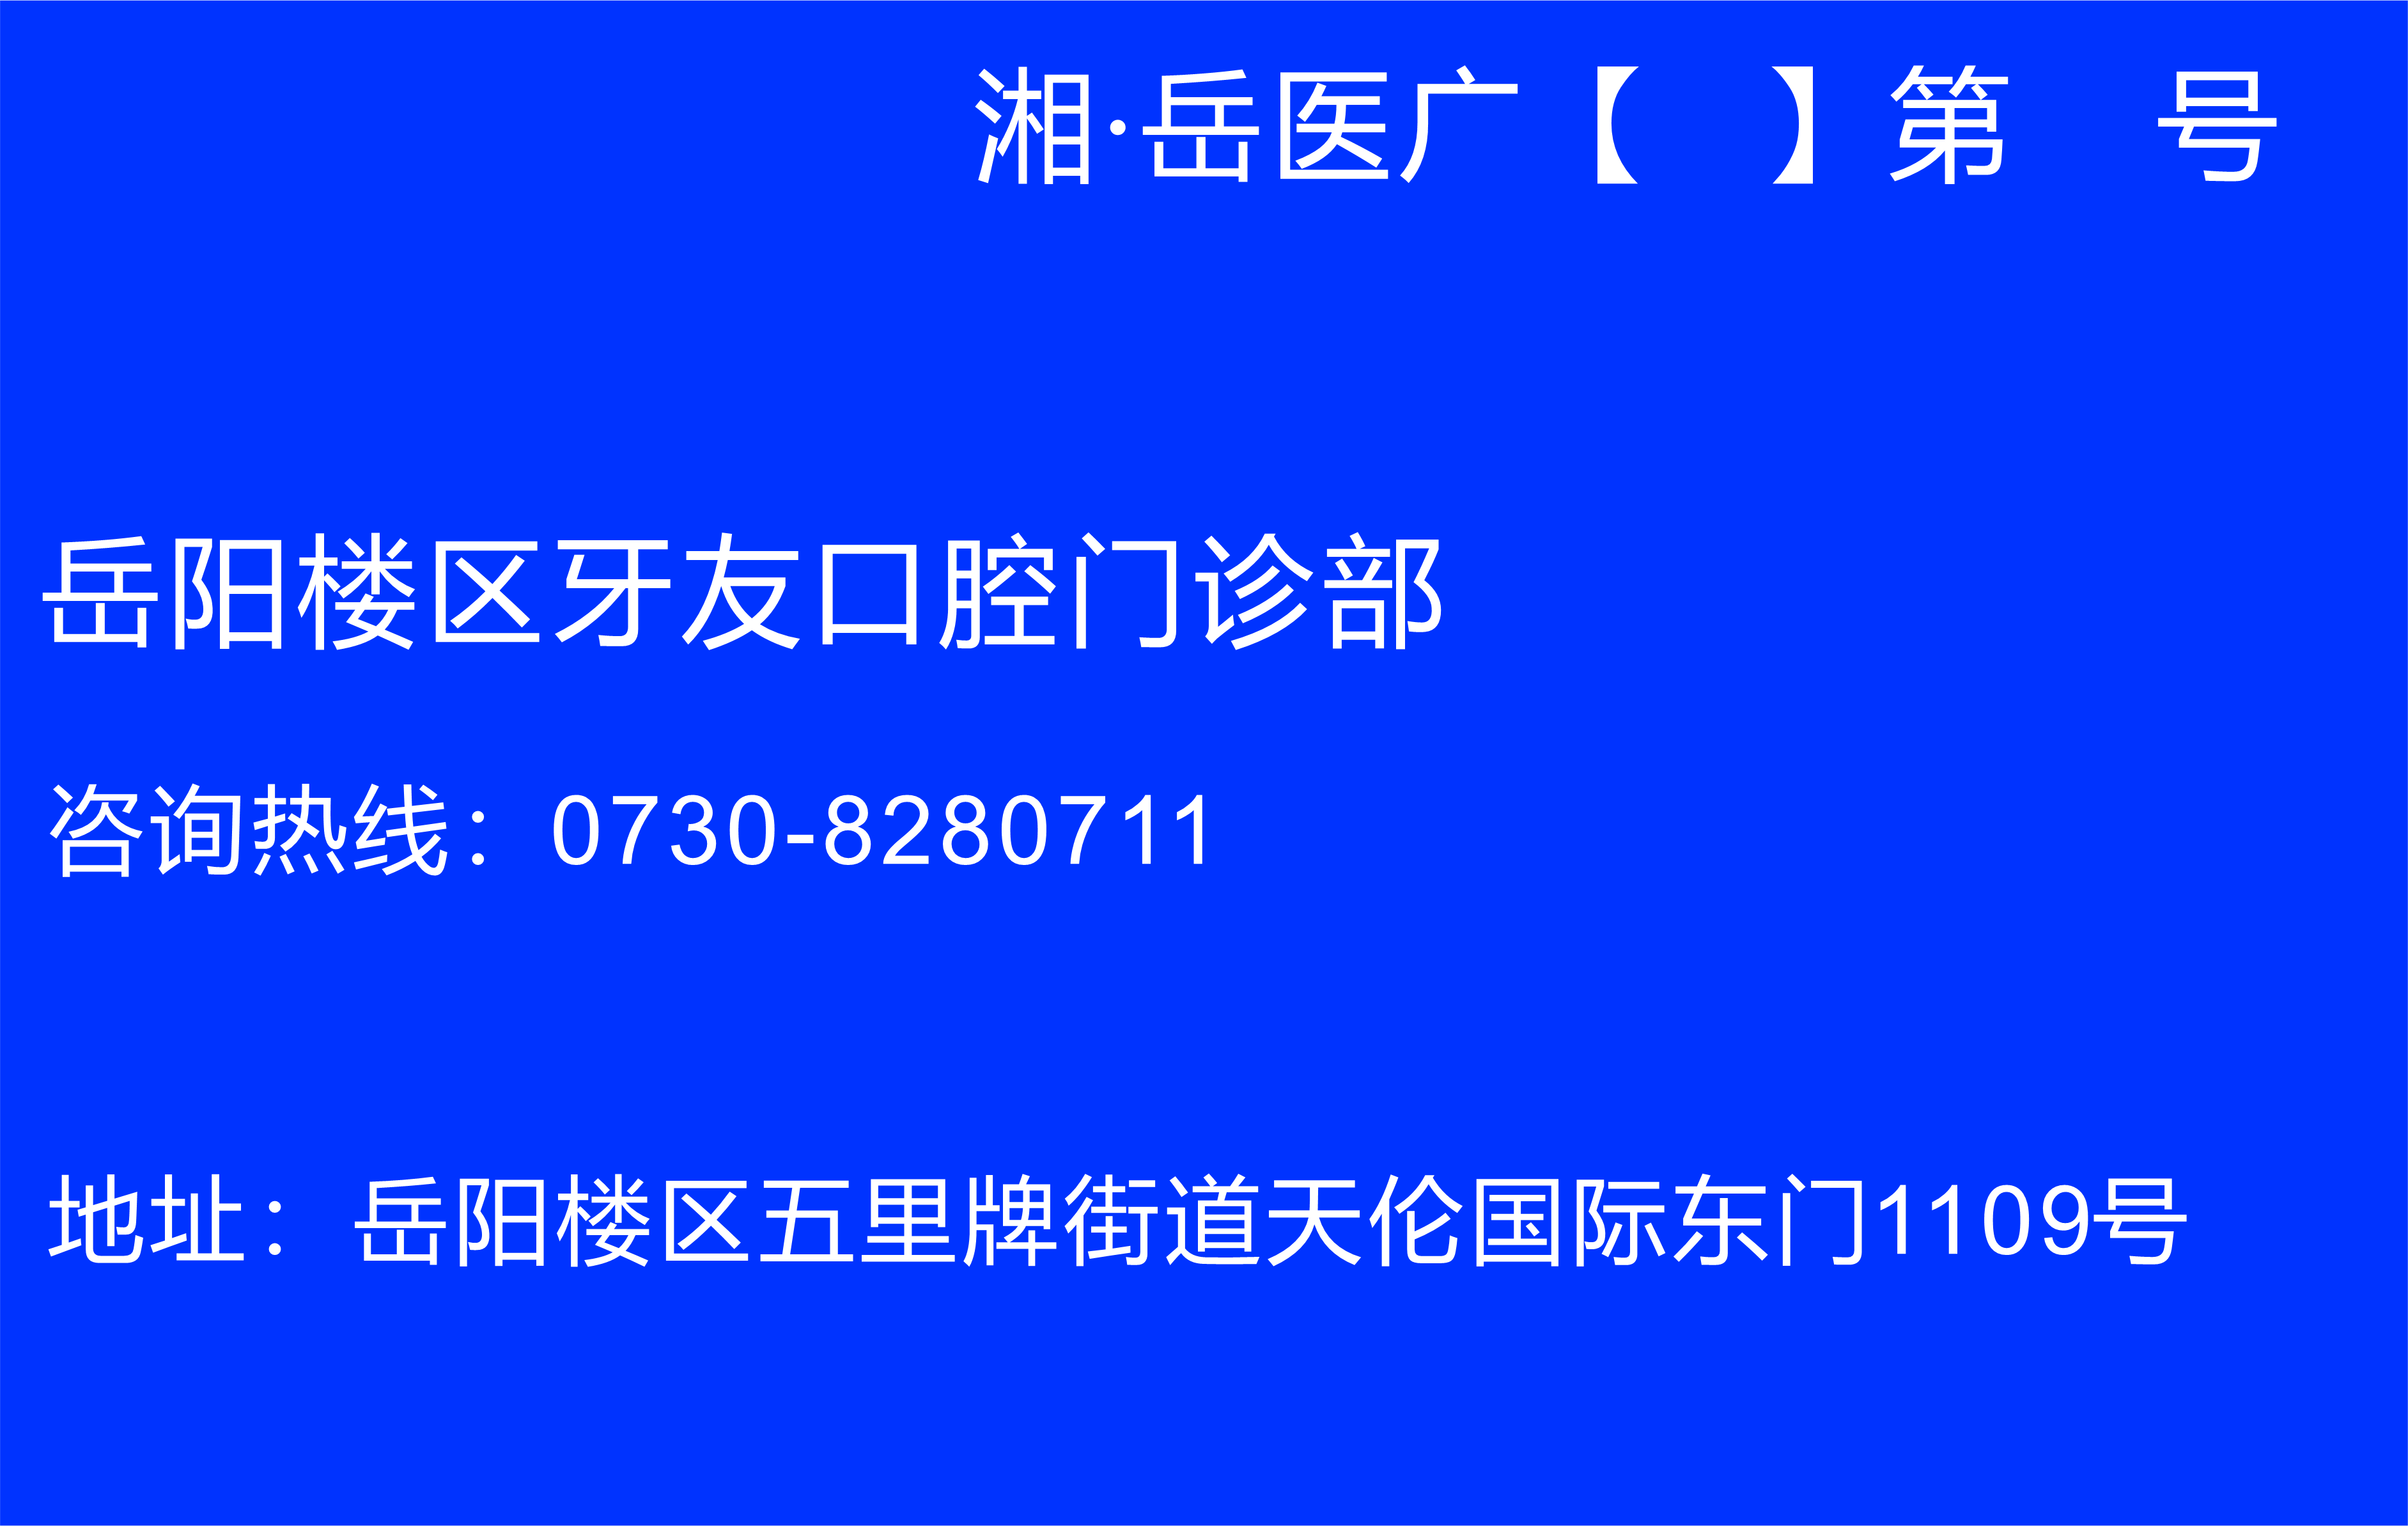 湘·岳医广【　】第　号
岳阳楼区牙友口腔门诊部
咨询热线：0730-8280711
地址：岳阳楼区五里牌街道天伦国际东门1109号